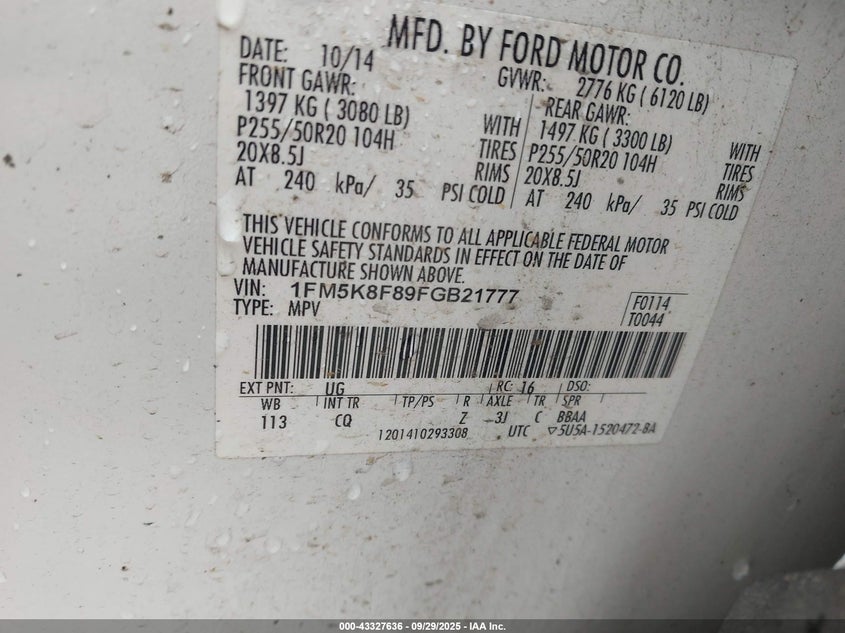 MFD. BY FORD MOTOR CO.
DATE: 10/14 GVWR: 2776 KG ( 6120 LB)
FRONT GAWR: REAR GAWR:
1397 KG ( 3080 LB) WITH 1497 KG ( 3300 LB) WITH
P255/50R20 104H TIRES P255/50R20 104H TIRES
20X8.5J RIMS 20X8.5J RIMS
AT 240 kPa/ 35 PSI COLD AT 240 kPa/ 35 PSI COLD
THIS VEHICLE CONFORMS TO ALL APPLICABLE FEDERAL MOTOR
VEHICLE SAFETY STANDARDS IN EFFECT ON THE DATE OF
MANUFACTURE SHOWN ABOVE.
VIN: 1FM5K8F89FGB21777
TYPE: MPV
F0114
T0044
EXT PNT: UG RC: 16 DSO:
WB INT TR TP/PS R AXLE TR SPR
113 CQ Z 3J C BBAA
1201410293308 UTC ▽5U5A-1520472-BA
000-43327636 - 09/29/2025 - IAA Inc.